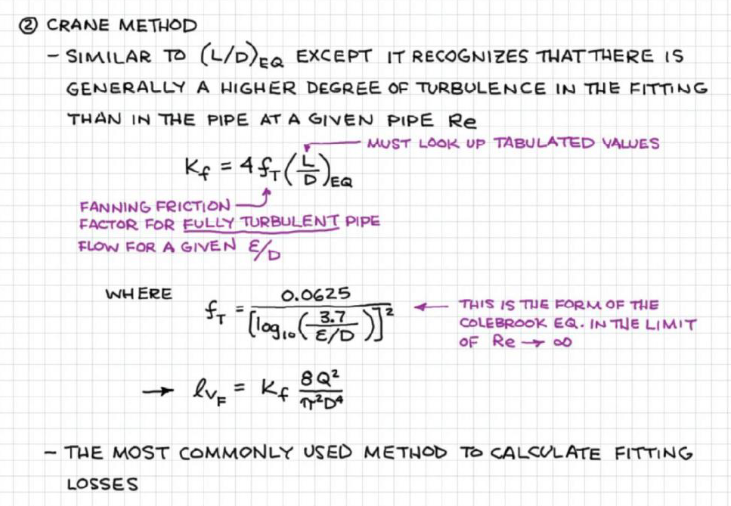 ② CRANE METHOD
- SIMILAR TO (L/D)EQ EXCEPT IT RECOGNIZES THAT THERE IS
GENERALLY A HIGHER DEGREE OF TURBULENCE IN THE FITTING
THAN IN THE PIPE AT A GIVEN PIPE Re
MUST LOOK UP TABULATED VALUES
Kf = 4 fT (L/D)EQ
FANNING FRICTION
FACTOR FOR FULLY TURBULENT PIPE
FLOW FOR A GIVEN ε/D
WHERE fT = 0.0625 / [log10(3.7 / ε/D)]²
THIS IS THE FORM OF THE
COLEBROOK EQ. IN THE LIMIT
OF Re → ∞
→ lVF = Kf 8Q² / π²D⁴
- THE MOST COMMONLY USED METHOD TO CALCULATE FITTING
LOSSES